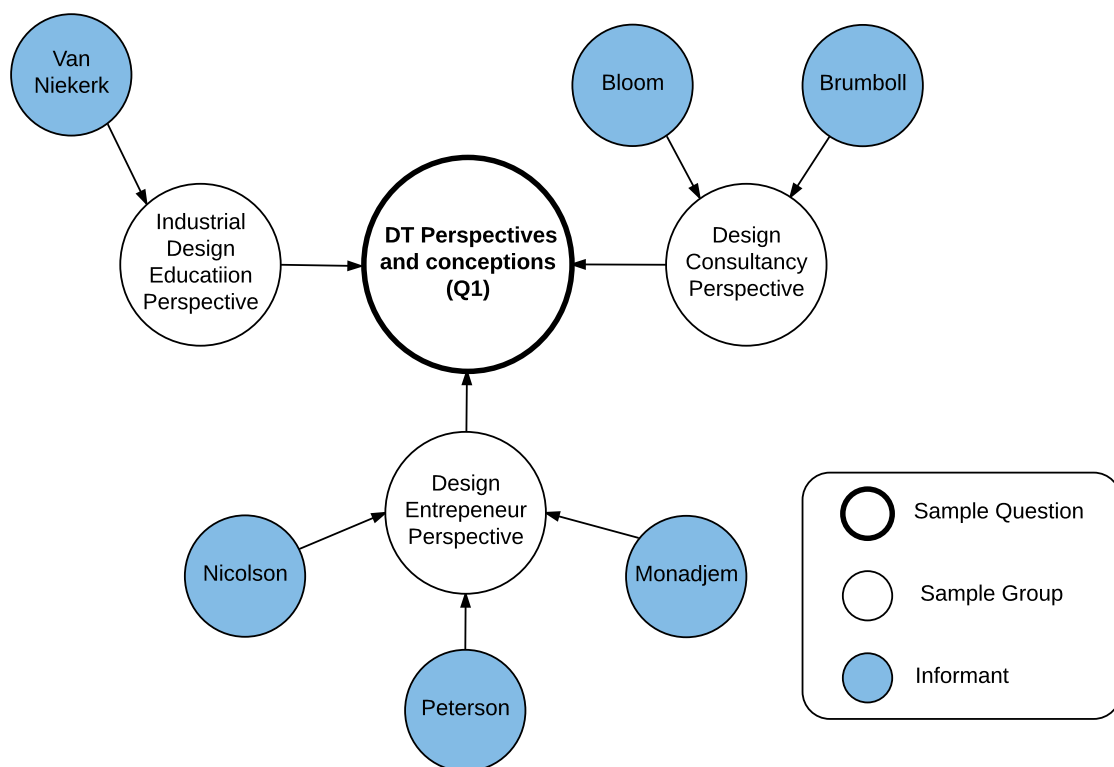 Van
Niekerk
Bloom
Brumboll
Industrial
Design
Educatiion
Perspective
DT Perspectives
and conceptions
(Q1)
Design
Consultancy
Perspective
Design
Entrepeneur
Perspective
Nicolson
Monadjem
Peterson
Sample Question
Sample Group
Informant